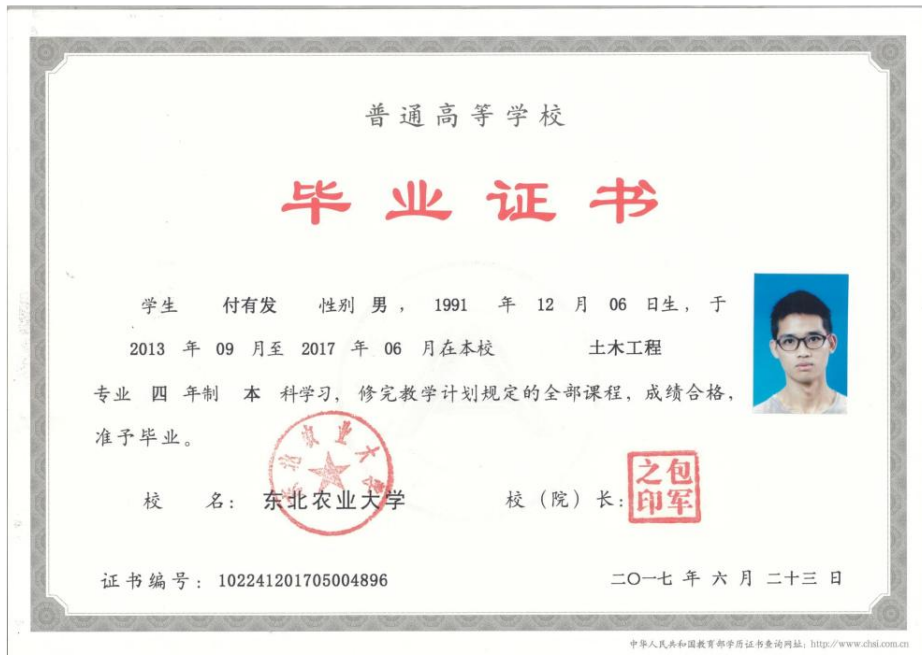 普通高等学校
毕业证书
学生 付有发 性别 男 ， 1991 年 12 月 06 日生，于
2013 年 09 月至 2017 年 06 月在本校 土木工程
专业 四 年制 本 科学习，修完教学计划规定的全部课程，成绩合格，
准予毕业。
东北农业大学
校 名：东北农业大学 校（院）长：
包军之印
证书编号：102241201705004896 二〇一七 年 六 月 二十三 日
中华人民共和国教育部学历证书查询网址：http://www.chsi.com.cn